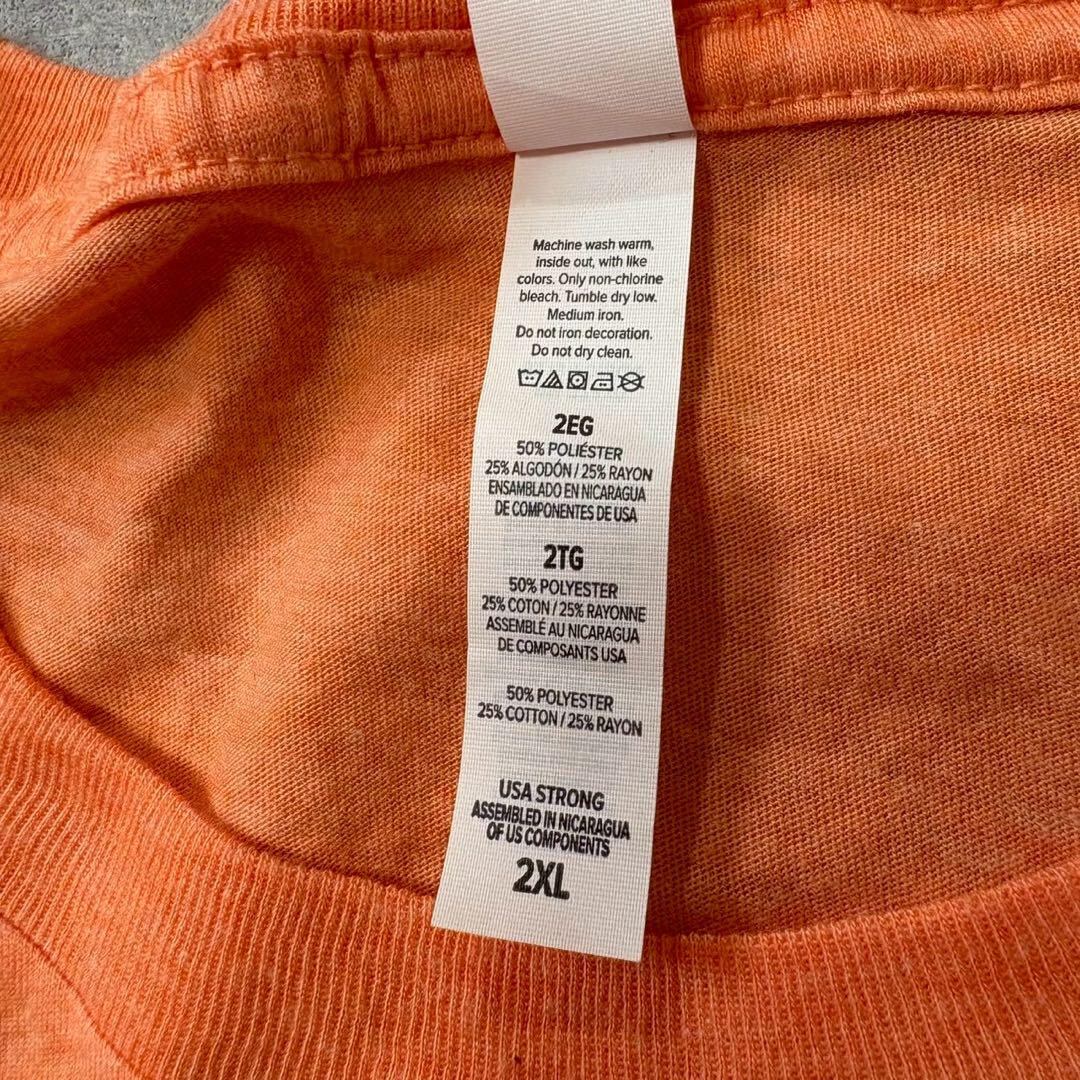 Machine wash warm,
inside out, with like
colors. Only non-chlorine
bleach. Tumble dry low.
Medium iron.
Do not iron decoration.
Do not dry clean.
2EG
50% POLIÉSTER
25% ALGODÓN / 25% RAYON
ENSAMBLADO EN NICARAGUA
DE COMPONENTES DE USA
2TG
50% POLYESTER
25% COTON / 25% RAYONNE
ASSEMBLÉ AU NICARAGUA
DE COMPOSANTS USA
50% POLYESTER
25% COTTON / 25% RAYON
USA STRONG
ASSEMBLED IN NICARAGUA
OF US COMPONENTS
2XL